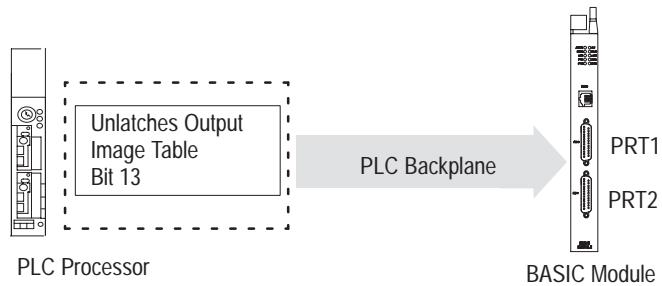 Unlatches Output
Image Table
Bit 13
PLC Backplane
PRT1
PRT2
PLC Processor
BASIC Module